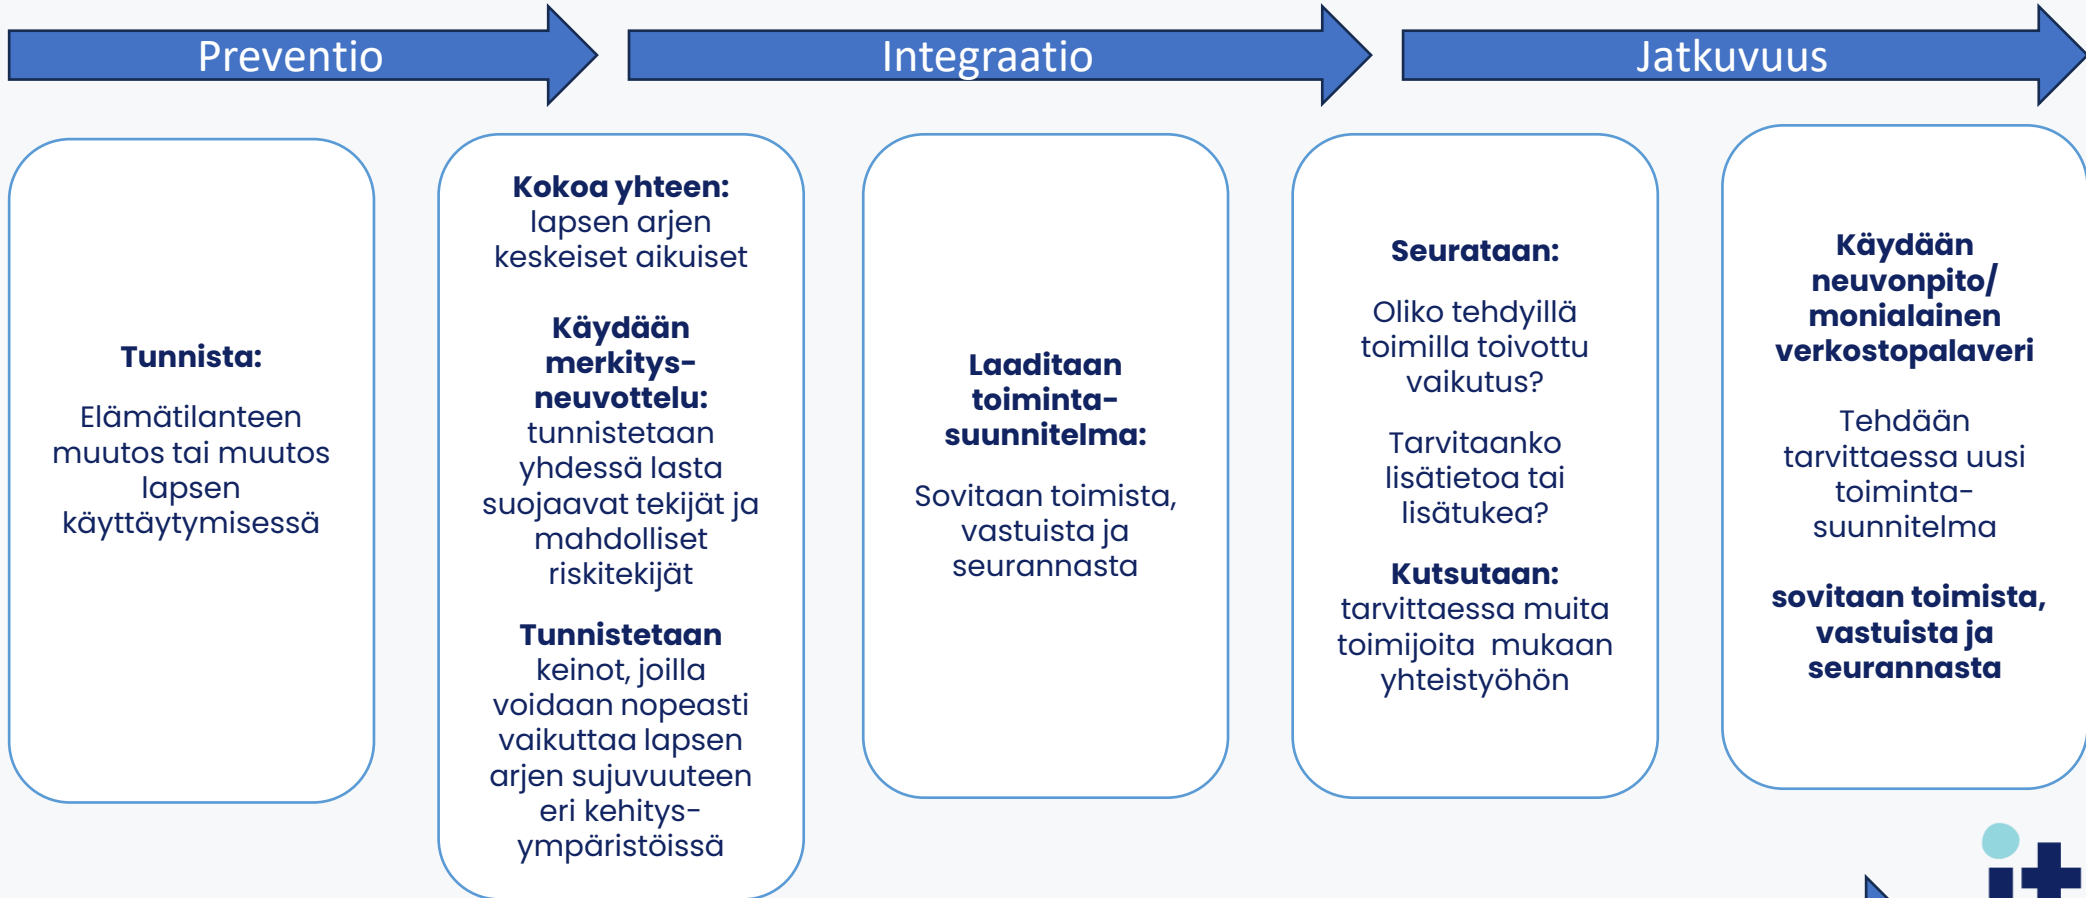 Preventio
Integraatio
Jatkuvuus
Tunnista:
Elämätilanteen
muutos tai muutos
lapsen
käyttäytymisessä
Kokoa yhteen:
lapsen arjen
keskeiset aikuiset
Käydään
merkitys-
neuvottelu:
tunnistetaan
yhdessä lasta
suojaavat tekijät ja
mahdolliset
riskitekijät
Tunnistetaan
keinot, joilla
voidaan nopeasti
vaikuttaa lapsen
arjen sujuvuuteen
eri kehitys-
ympäristöissä
Laaditaan
toiminta-
suunnitelma:
Sovitaan toimista,
vastuista ja
seurannasta
Seurataan:
Oliko tehdyillä
toimilla toivottu
vaikutus?
Tarvitaanko
lisätietoa tai
lisätukea?
Kutsutaan:
tarvittaessa muita
toimijoita mukaan
yhteistyöhön
Käydään
neuvonpito/
monialainen
verkostopalaveri
Tehdään
tarvittaessa uusi
toiminta-
suunnitelma
sovitaan toimista,
vastuista ja
seurannasta